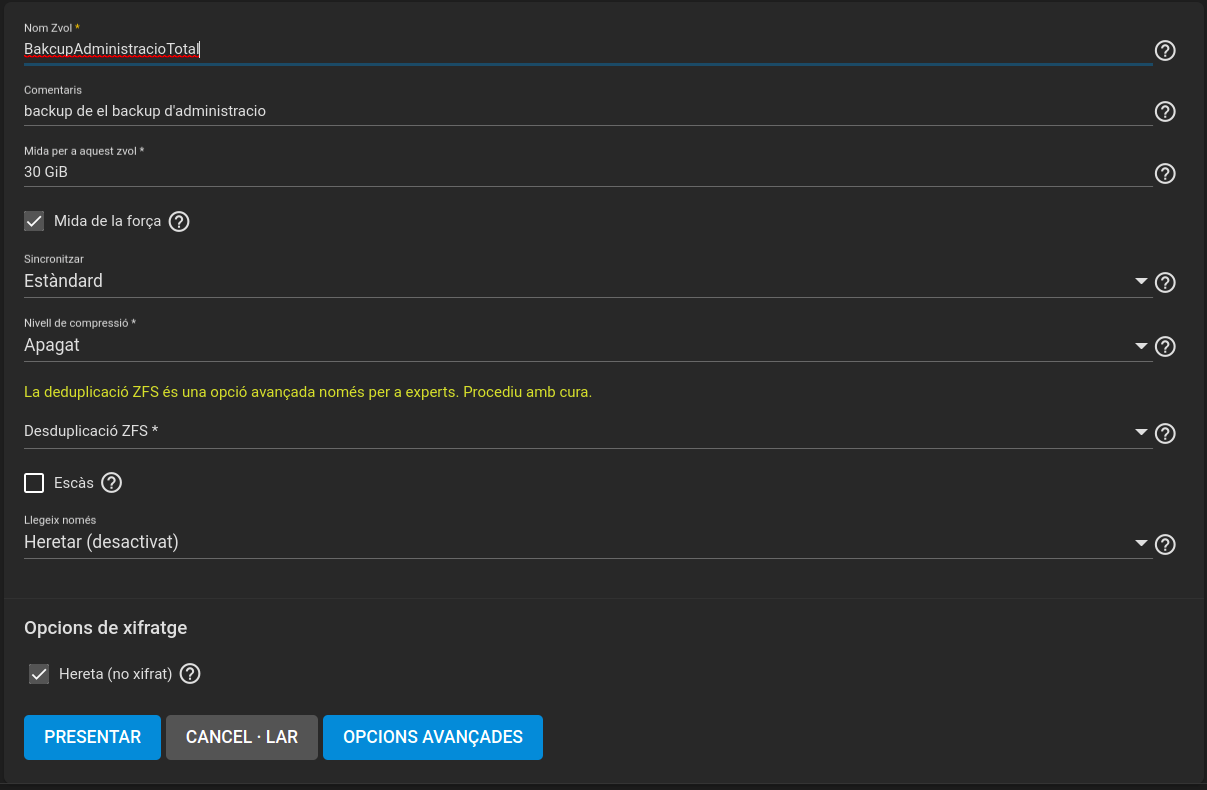 Nom Zvol *
BakcupAdministracioTotal
Comentaris
backup de el backup d'administracio
Mida per a aquest zvol *
30 GiB
Mida de la força
Sincronitzar
Estàndard
Nivell de compressió *
Apagat
La deduplicació ZFS és una opció avançada només per a experts. Procediu amb cura.
Desduplicació ZFS *
Escàs
Llegeix només
Heretar (desactivat)
Opcions de xifratge
Hereta (no xifrat)
PRESENTAR CANCEL · LAR OPCIONS AVANÇADES